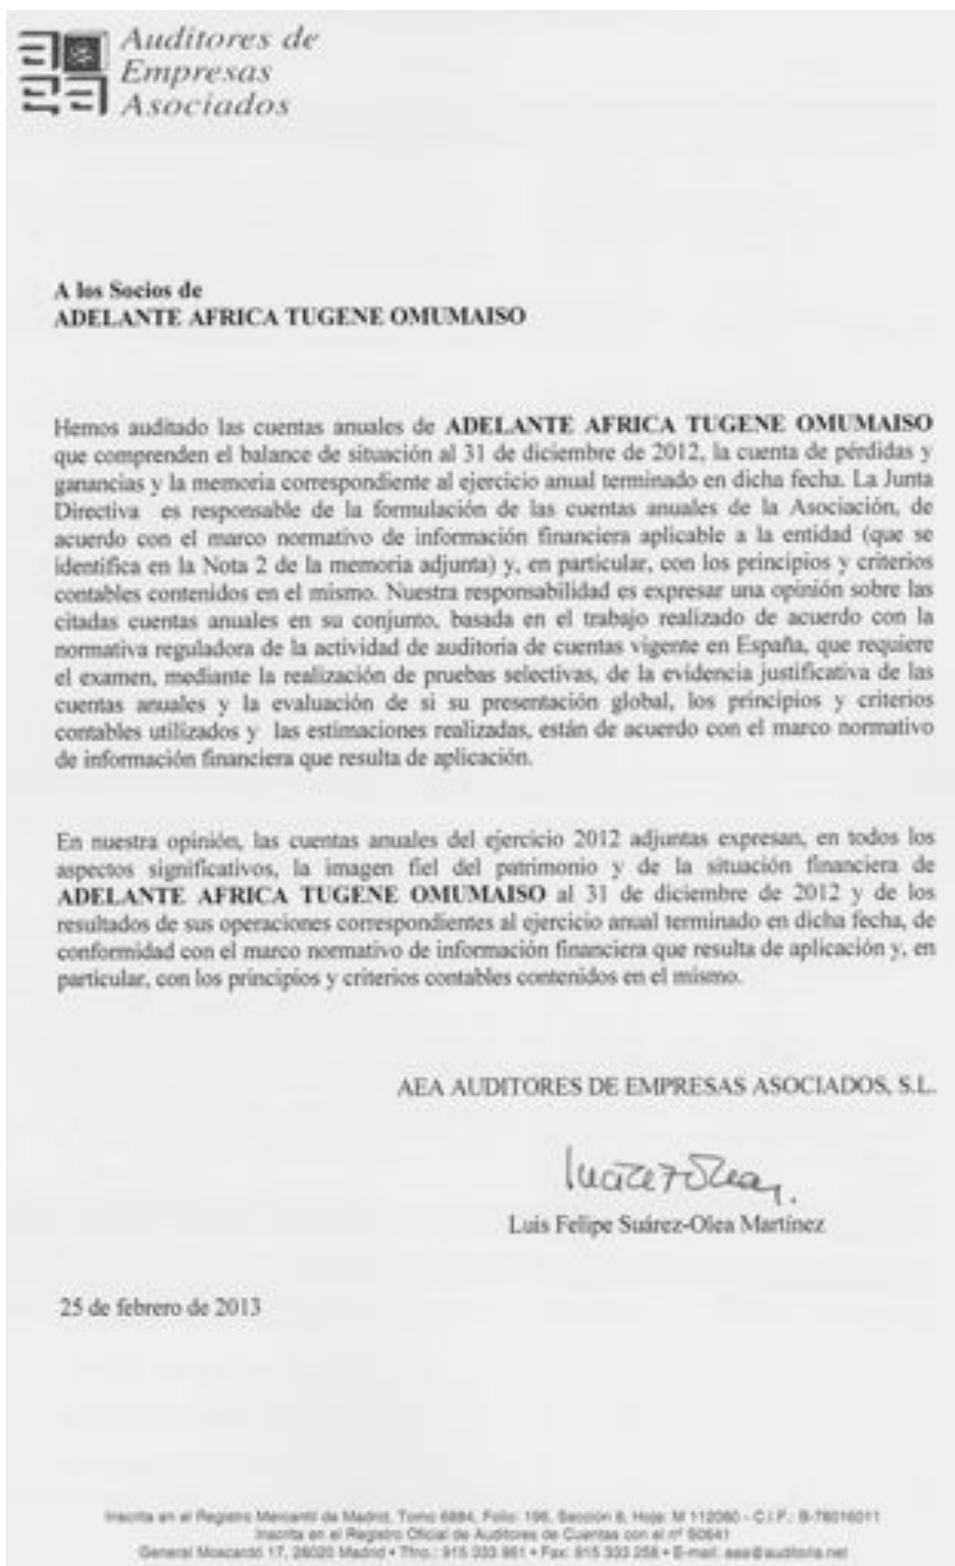 Auditores de
Empresas
Asociados
A los Socios de
ADELANTE AFRICA TUGENE OMUMAISO
Hemos auditado las cuentas anuales de ADELANTE AFRICA TUGENE OMUMAISO
que comprenden el balance de situación al 31 de diciembre de 2012, la cuenta de pérdidas y
ganancias y la memoria correspondiente al ejercicio anual terminado en dicha fecha. La Junta
Directiva es responsable de la formulación de las cuentas anuales de la Asociación, de
acuerdo con el marco normativo de información financiera aplicable a la entidad (que se
identifica en la Nota 2 de la memoria adjunta) y, en particular, con los principios y criterios
contables contenidos en el mismo. Nuestra responsabilidad es expresar una opinión sobre las
citadas cuentas anuales en su conjunto, basada en el trabajo realizado de acuerdo con la
normativa reguladora de la actividad de auditoria de cuentas vigente en España, que requiere
el examen, mediante la realización de pruebas selectivas, de la evidencia justificativa de las
cuentas anuales y la evaluación de si su presentación global, los principios y criterios
contables utilizados y las estimaciones realizadas, están de acuerdo con el marco normativo
de información financiera que resulta de aplicación.
En nuestra opinión, las cuentas anuales del ejercicio 2012 adjuntas expresan, en todos los
aspectos significativos, la imagen fiel del patrimonio y de la situación financiera de
ADELANTE AFRICA TUGENE OMUMAISO al 31 de diciembre de 2012 y de los
resultados de sus operaciones correspondientes al ejercicio anual terminado en dicha fecha, de
conformidad con el marco normativo de información financiera que resulta de aplicación y, en
particular, con los principios y criterios contables contenidos en el mismo.
AEA AUDITORES DE EMPRESAS ASOCIADOS, S.L.
Luis Felipe Suárez-Olea Martínez
25 de febrero de 2013
Inscrita en el Registro Mercantil de Madrid, Tomo 6884, Folio: 196, Sección 8, Hoja: M 112060 - C.I.F.: B-78016011
Inscrita en el Registro Oficial de Auditores de Cuentas con el nº S0641
General Moscardó 17, 28020 Madrid • Tfno.: 915 333 961 • Fax: 915 333 258 • E-mail: aea@auditoris.net